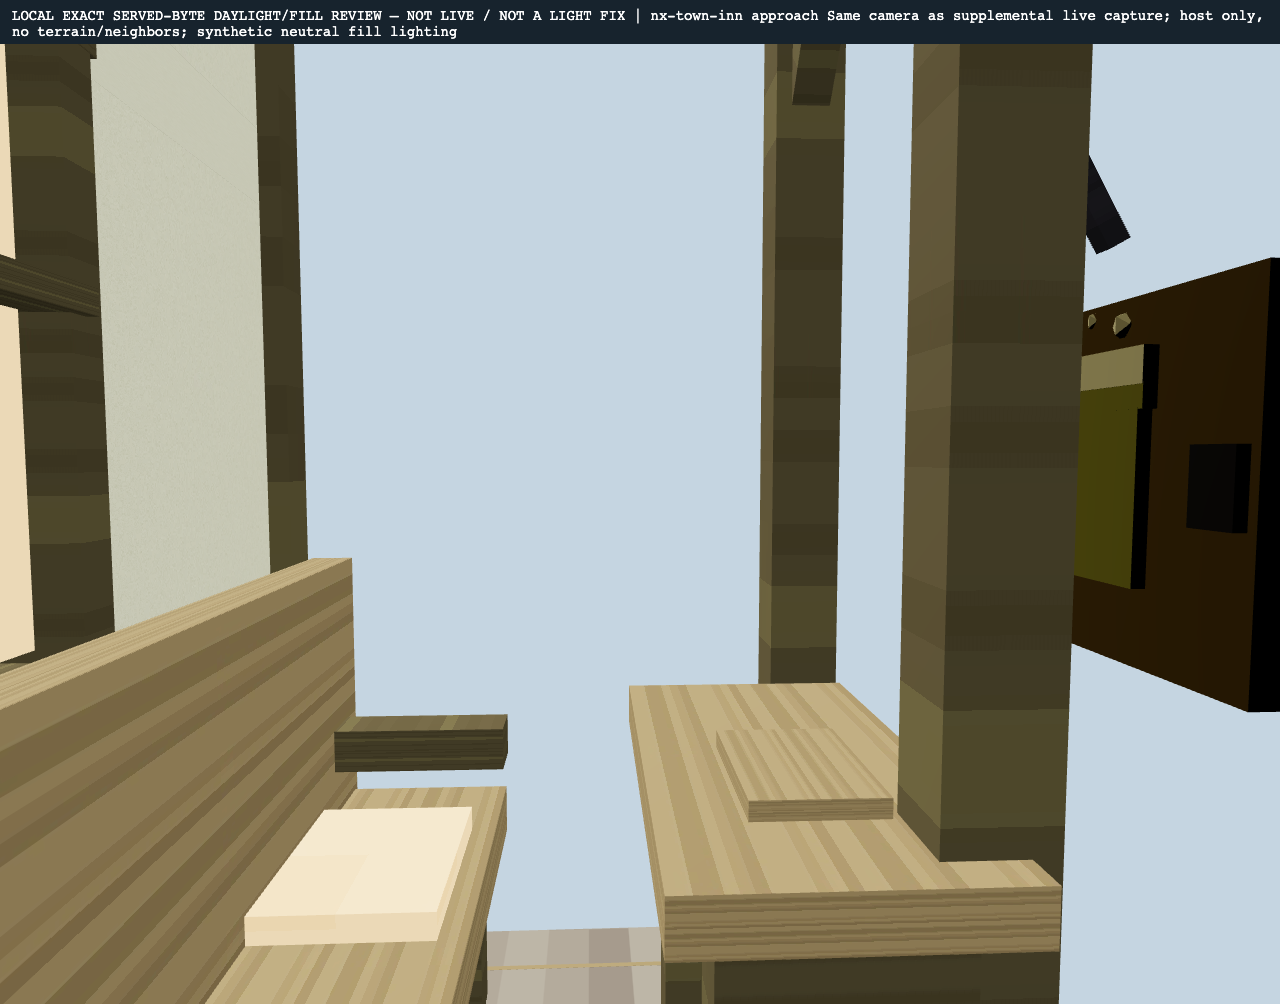 LOCAL EXACT SERVED-BYTE DAYLIGHT/FILL REVIEW — NOT LIVE / NOT A LIGHT FIX | nx-town-inn approach Same camera as supplemental live capture; host only,
no terrain/neighbors; synthetic neutral fill lighting